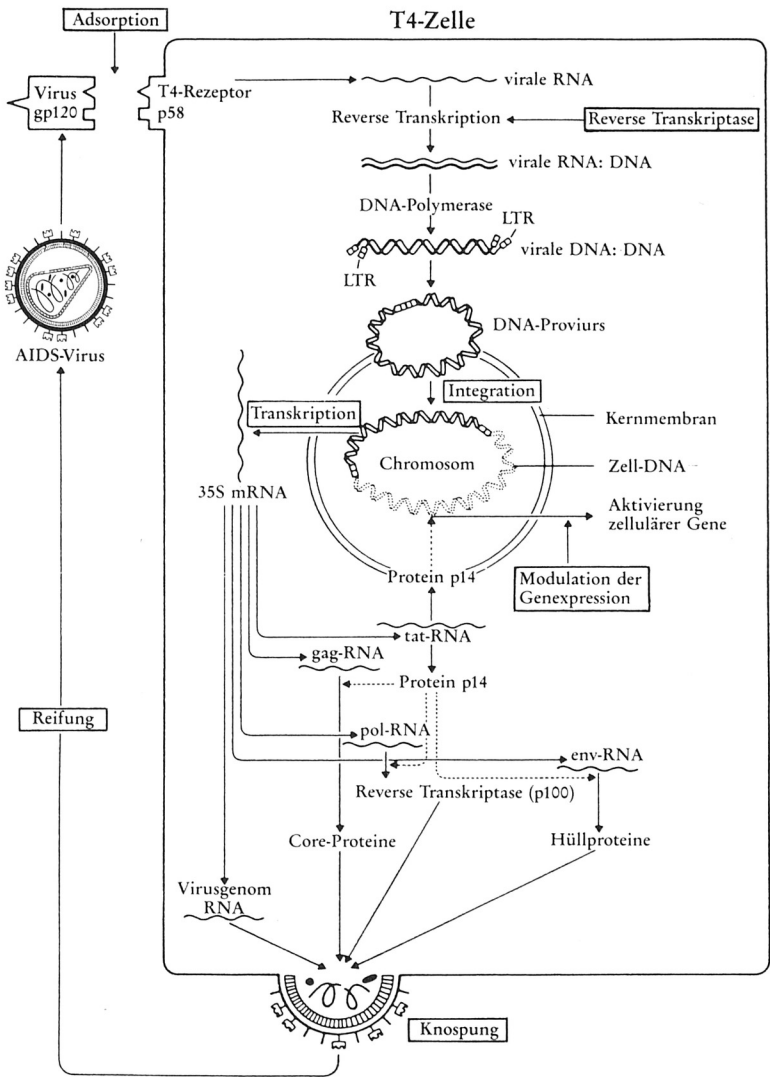 T4-Zelle
Adsorption
Virus
gp120
T4-Rezeptor
p58
virale RNA
Reverse Transkription
Reverse Transkriptase
virale RNA: DNA
DNA-Polymerase
LTR
virale DNA: DNA
LTR
DNA-Proviurs
AIDS-Virus
Integration
Transkription
Kernmembran
Chromosom
Zell-DNA
35S mRNA
Aktivierung
zellulärer Gene
Protein p14
Modulation der
Genexpression
tat-RNA
gag-RNA
Protein p14
Reifung
pol-RNA
env-RNA
Reverse Transkriptase (p100)
Core-Proteine
Hüllproteine
Virusgenom
RNA
Knospung